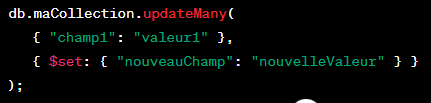 db.maCollection.updateMany(
{ "champ1": "valeur1" },
{ $set: { "nouveauChamp": "nouvelleValeur" } }
);